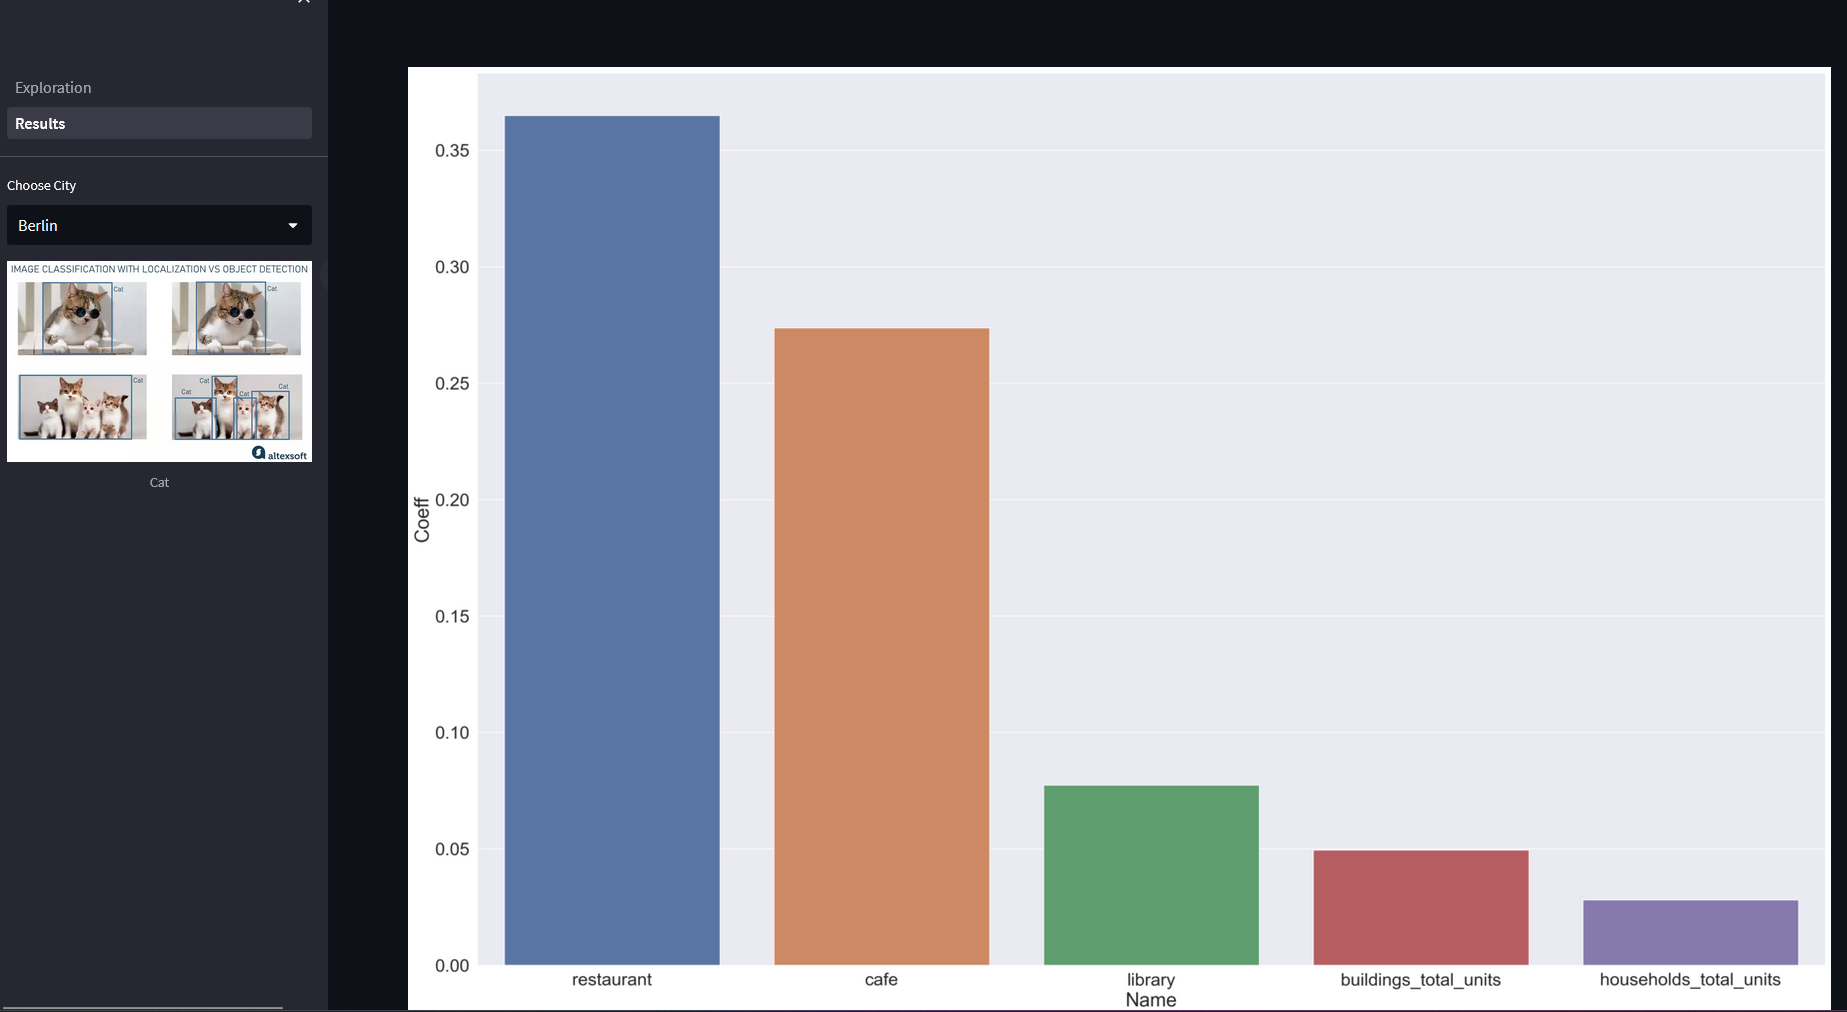 Exploration
Results
Choose City
Berlin
IMAGE CLASSIFICATION WITH LOCALIZATION VS OBJECT DETECTION
Cat
Cat
Cat
Cat
Cat
Cat
Cat
altexsoft
Cat
0.35
0.30
0.25
0.20
0.15
0.10
0.05
0.00
Coeff
restaurant
cafe
library
buildings_total_units
households_total_units
Name